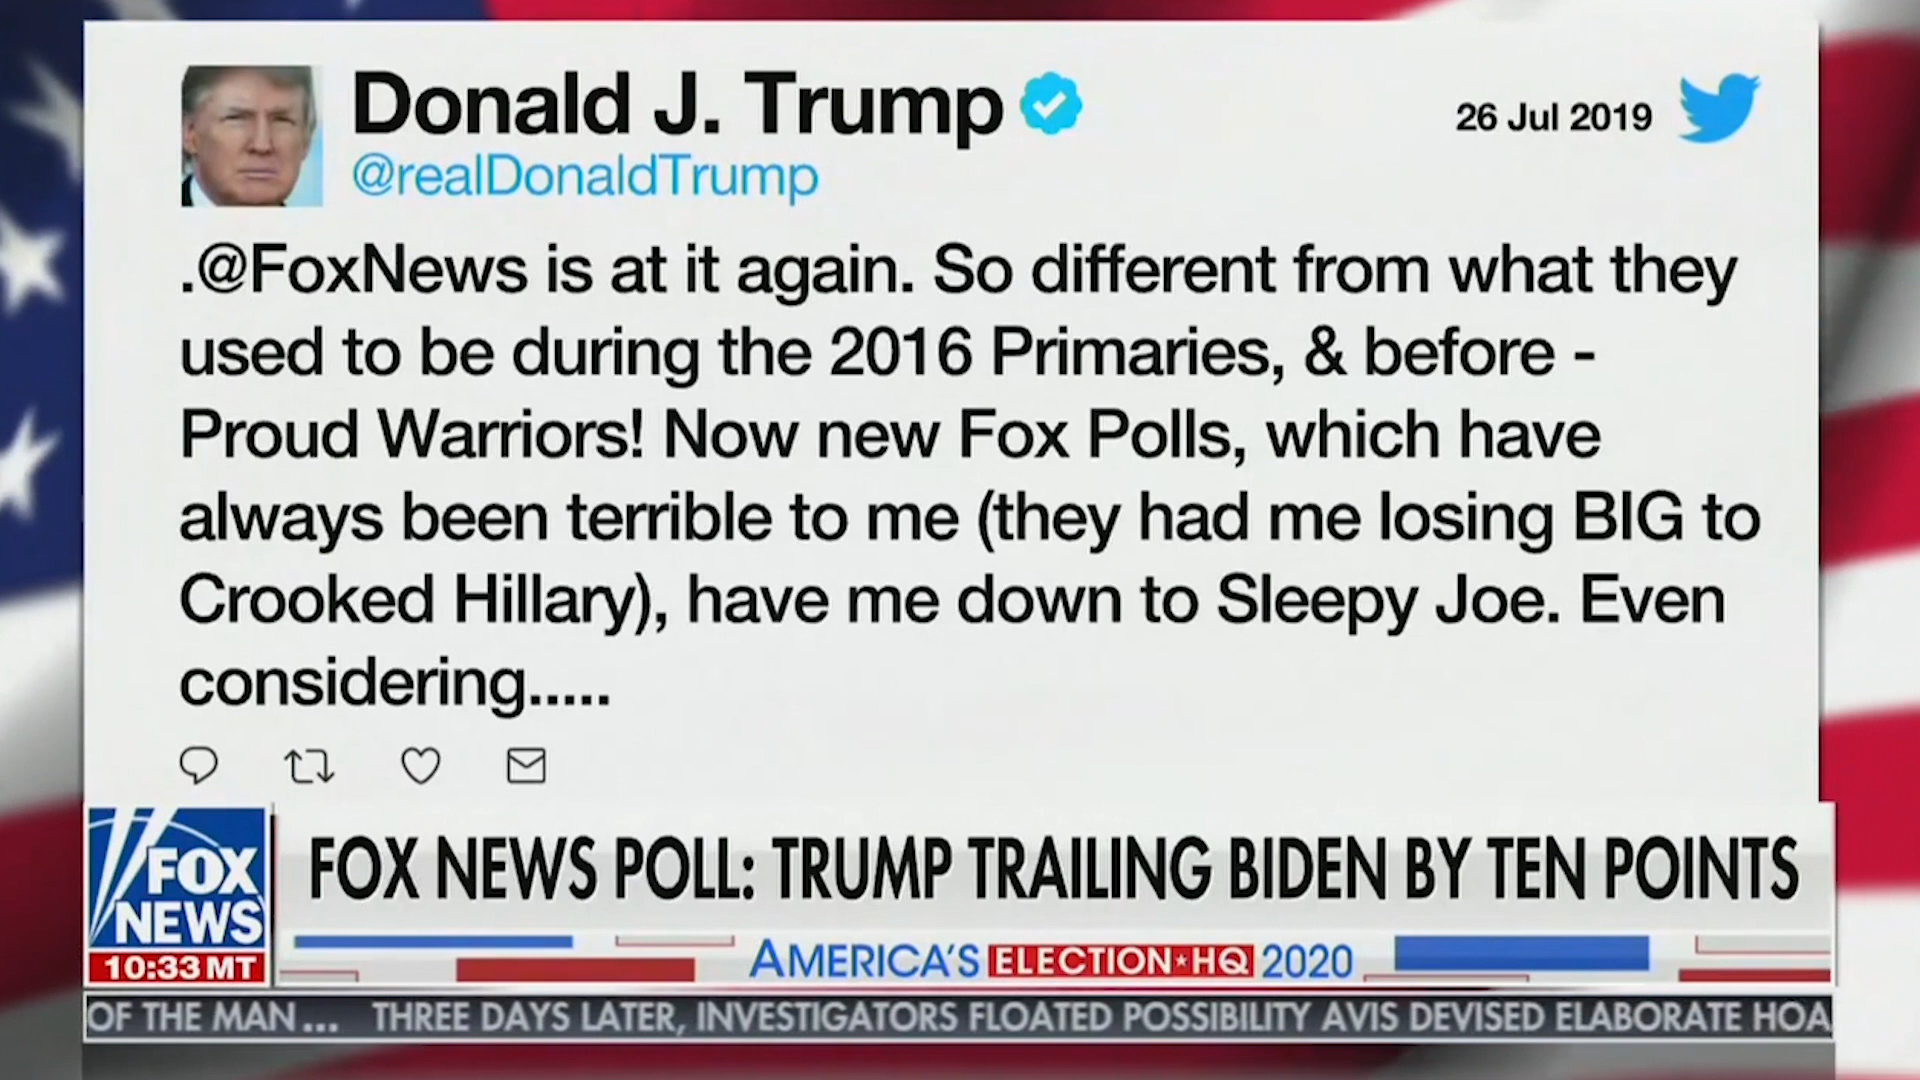 Donald J. Trump
26 Jul 2019
@realDonaldTrump
.@FoxNews is at it again. So different from what they
used to be during the 2016 Primaries, & before -
Proud Warriors! Now new Fox Polls, which have
always been terrible to me (they had me losing BIG to
Crooked Hillary), have me down to Sleepy Joe. Even
considering.....
FOX
NEWS
10:33 MT
FOX NEWS POLL: TRUMP TRAILING BIDEN BY TEN POINTS
AMERICA'S ELECTION HQ 2020
OF THE MAN... THREE DAYS LATER, INVESTIGATORS FLOATED POSSIBILITY AVIS DEVISED ELABORATE HOA